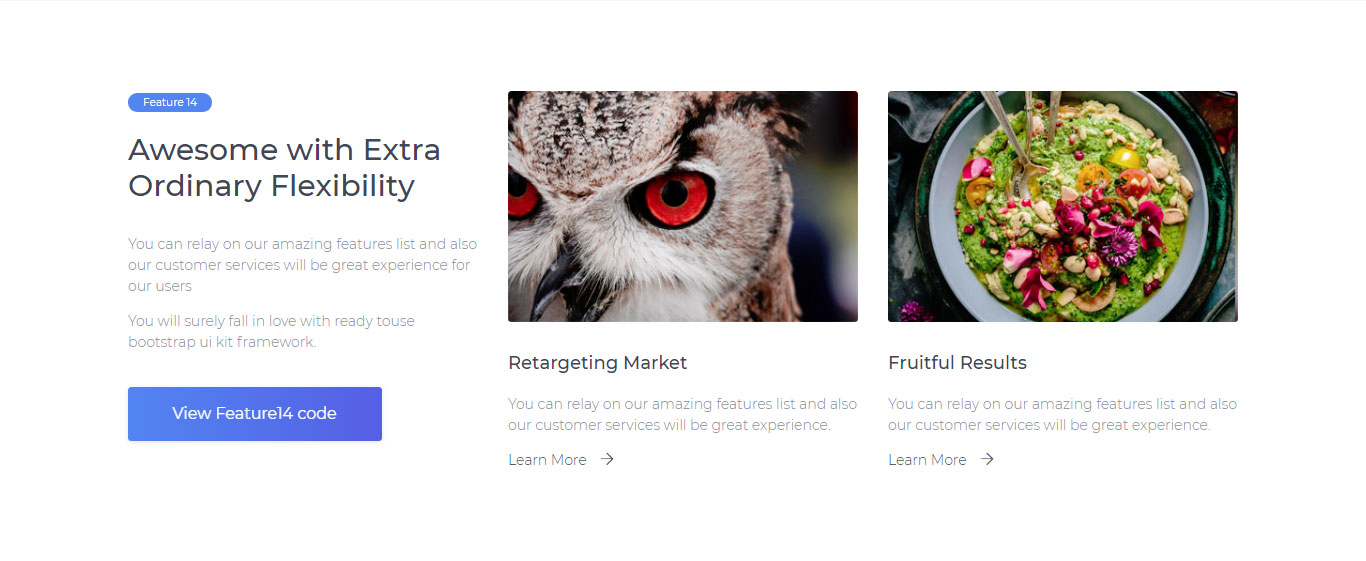 Feature 14
Awesome with Extra
Ordinary Flexibility
You can relay on our amazing features list and also
our customer services will be great experience for
our users
You will surely fall in love with ready touse
bootstrap ui kit framework.
View Feature14 code
Retargeting Market
You can relay on our amazing features list and also
our customer services will be great experience.
Learn More
Fruitful Results
You can relay on our amazing features list and also
our customer services will be great experience.
Learn More